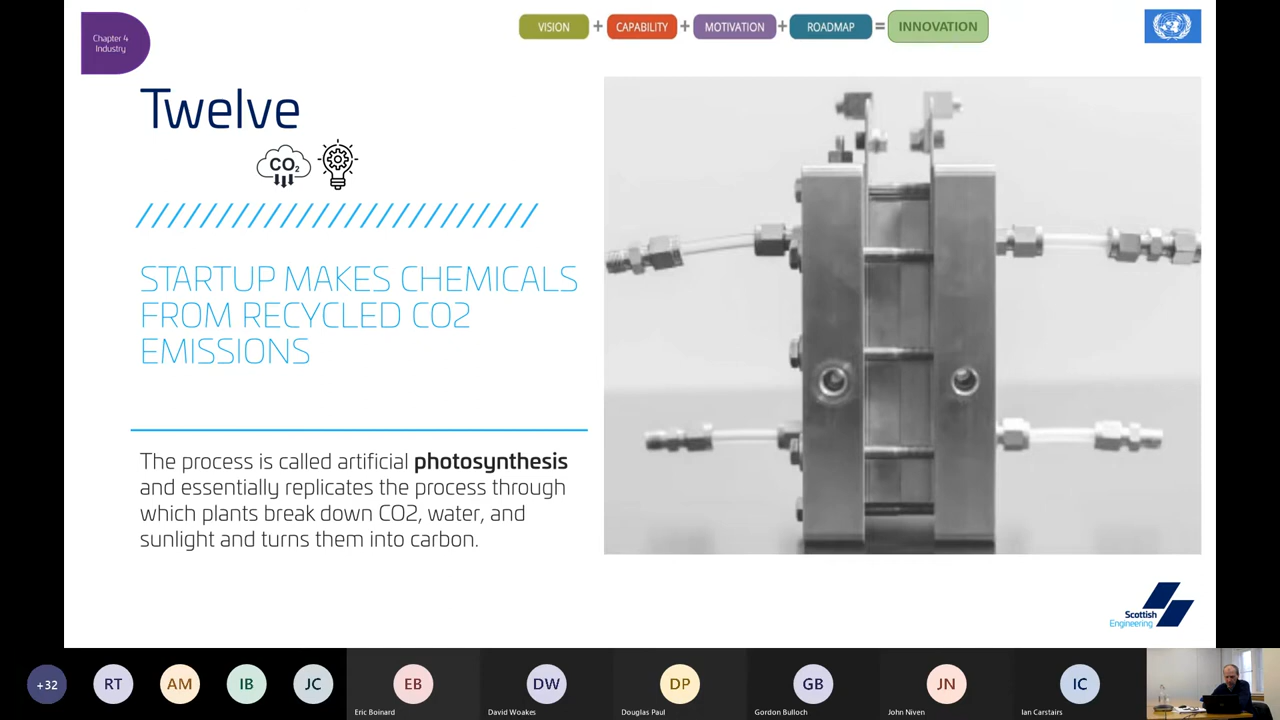 Chapter 4
Industry
VISION + CAPABILITY + MOTIVATION + ROADMAP = INNOVATION
Twelve
CO2
STARTUP MAKES CHEMICALS
FROM RECYCLED CO2
EMISSIONS
The process is called artificial photosynthesis
and essentially replicates the process through
which plants break down CO2, water, and
sunlight and turns them into carbon.
Scottish
Engineering
+32 RT AM IB JC EB DW DP GB JN IC
Eric Boinard David Woakes Douglas Paul Gordon Bulloch John Niven Ian Carstairs